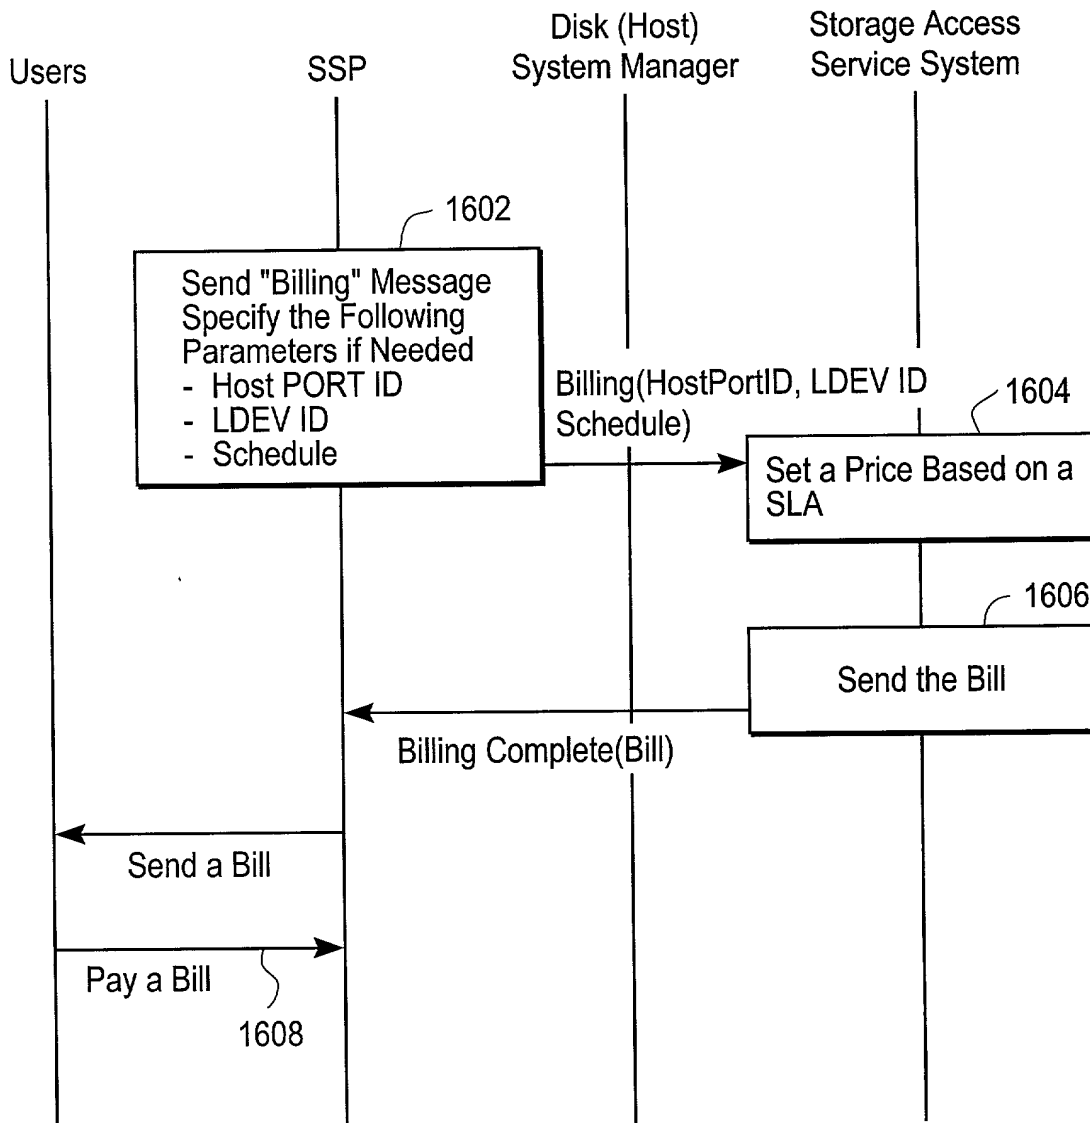 Users
SSP
Disk (Host)
System Manager
Storage Access
Service System
1602
Send "Billing" Message
Specify the Following
Parameters if Needed
- Host PORT ID
- LDEV ID
- Schedule
Billing(HostPortID, LDEV ID
Schedule)
1604
Set a Price Based on a
SLA
1606
Send the Bill
Billing Complete(Bill)
Send a Bill
Pay a Bill
1608